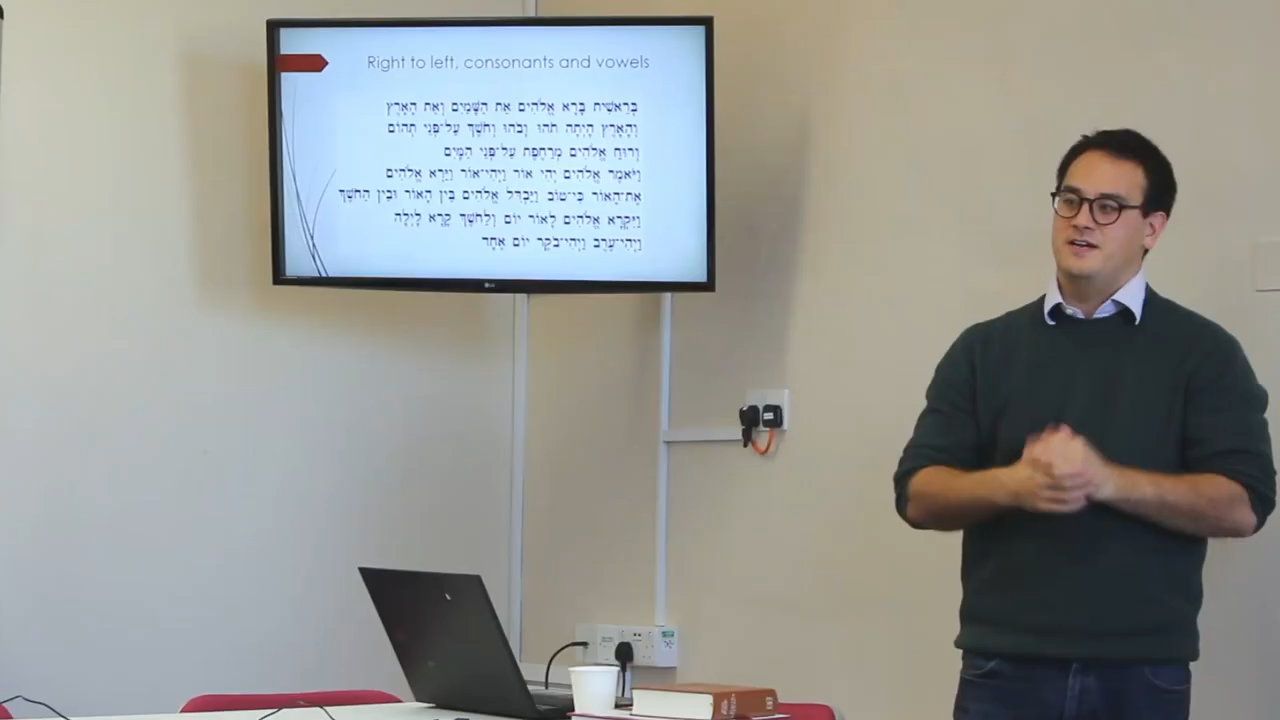 Right to left, consonants and vowels
בְּרֵאשִׁית בָּרָא אֱלֹהִים אֵת הַשָּׁמַיִם וְאֵת הָאָרֶץ
וְהָאָרֶץ הָיְתָה תֹהוּ וָבֹהוּ וְחֹשֶׁךְ עַל־פְּנֵי תְהוֹם
וְרוּחַ אֱלֹהִים מְרַחֶפֶת עַל־פְּנֵי הַמָּיִם
וַיֹּאמֶר אֱלֹהִים יְהִי אוֹר וַיְהִי־אוֹר וַיַּרְא אֱלֹהִים
אֶת־הָאוֹר כִּי־טוֹב וַיַּבְדֵּל אֱלֹהִים בֵּין הָאוֹר וּבֵין הַחֹשֶׁךְ
וַיִּקְרָא אֱלֹהִים לָאוֹר יוֹם וְלַחֹשֶׁךְ קָרָא לָיְלָה
וַיְהִי־עֶרֶב וַיְהִי־בֹקֶר יוֹם אֶחָד
LG